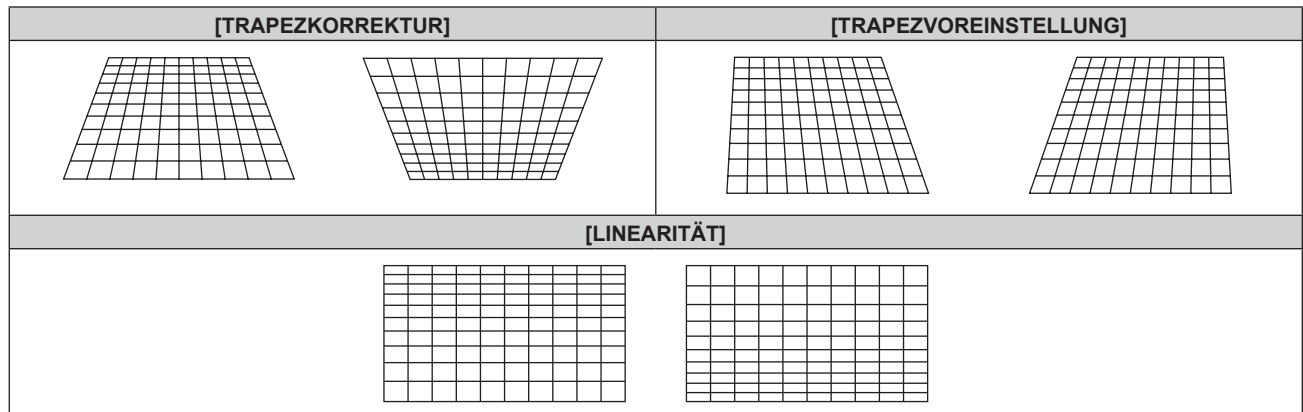 [TRAPEZKORREKTUR]
[TRAPEZVOREINSTELLUNG]
[LINEARITÄT]